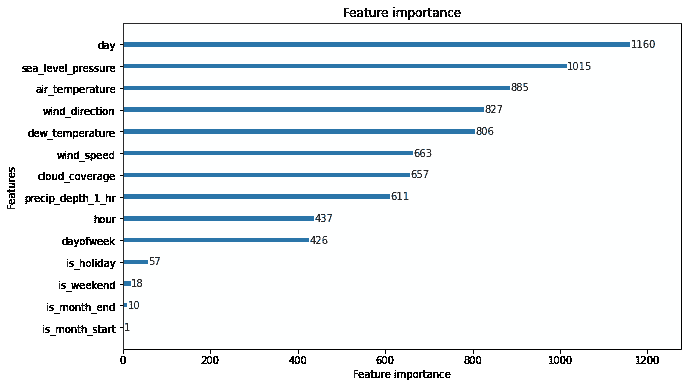 Feature importance
day 1160
sea_level_pressure 1015
air_temperature 885
wind_direction 827
dew_temperature 806
wind_speed 663
cloud_coverage 657
precip_depth_1_hr 611
hour 437
dayofweek 426
is_holiday 57
is_weekend 18
is_month_end 10
is_month_start 1
Features
0 200 400 600 800 1000 1200
Feature importance